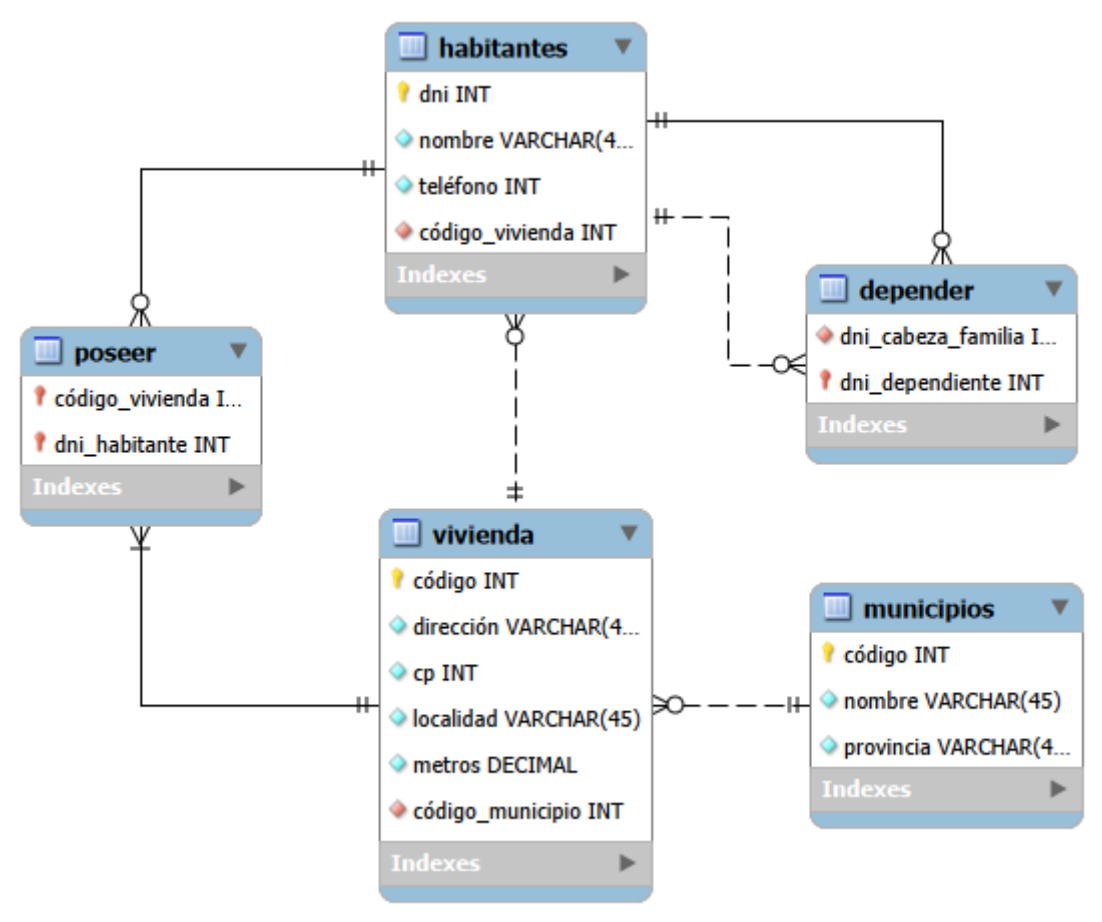 habitantes
dni INT
nombre VARCHAR(4...
teléfono INT
código_vivienda INT
Indexes
depender
dni_cabeza_familia I...
dni_dependiente INT
Indexes
poseer
código_vivienda I...
dni_habitante INT
Indexes
vivienda
código INT
dirección VARCHAR(4...
cp INT
localidad VARCHAR(45)
metros DECIMAL
código_municipio INT
Indexes
municipios
código INT
nombre VARCHAR(45)
provincia VARCHAR(4...
Indexes